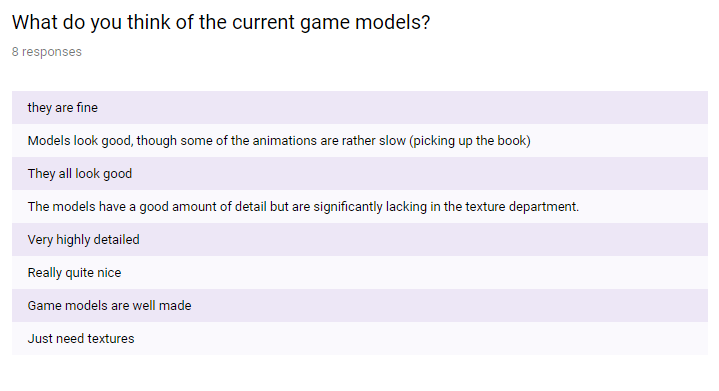 What do you think of the current game models?
8 responses
they are fine
Models look good, though some of the animations are rather slow (picking up the book)
They all look good
The models have a good amount of detail but are significantly lacking in the texture department.
Very highly detailed
Really quite nice
Game models are well made
Just need textures